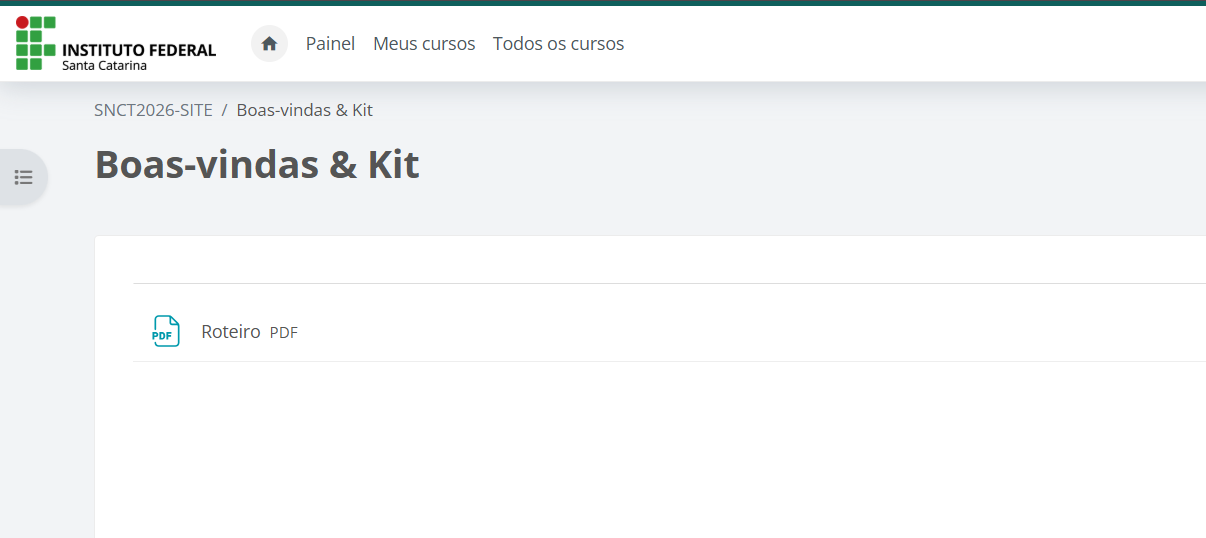 INSTITUTO FEDERAL
Santa Catarina
Painel Meus cursos Todos os cursos
SNCT2026-SITE / Boas-vindas & Kit
Boas-vindas & Kit
PDF Roteiro PDF